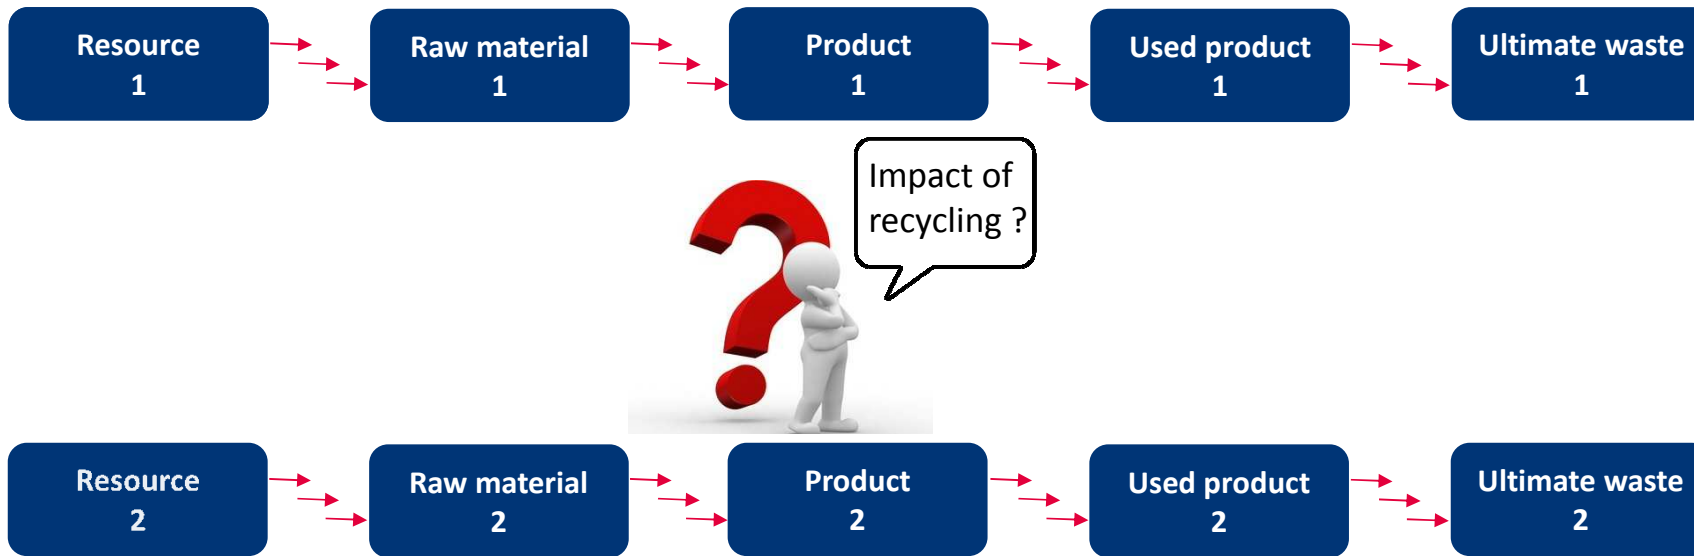 Resource
1
Raw material
1
Product
1
Used product
1
Ultimate waste
1
Impact of
recycling ?
Resource
2
Raw material
2
Product
2
Used product
2
Ultimate waste
2